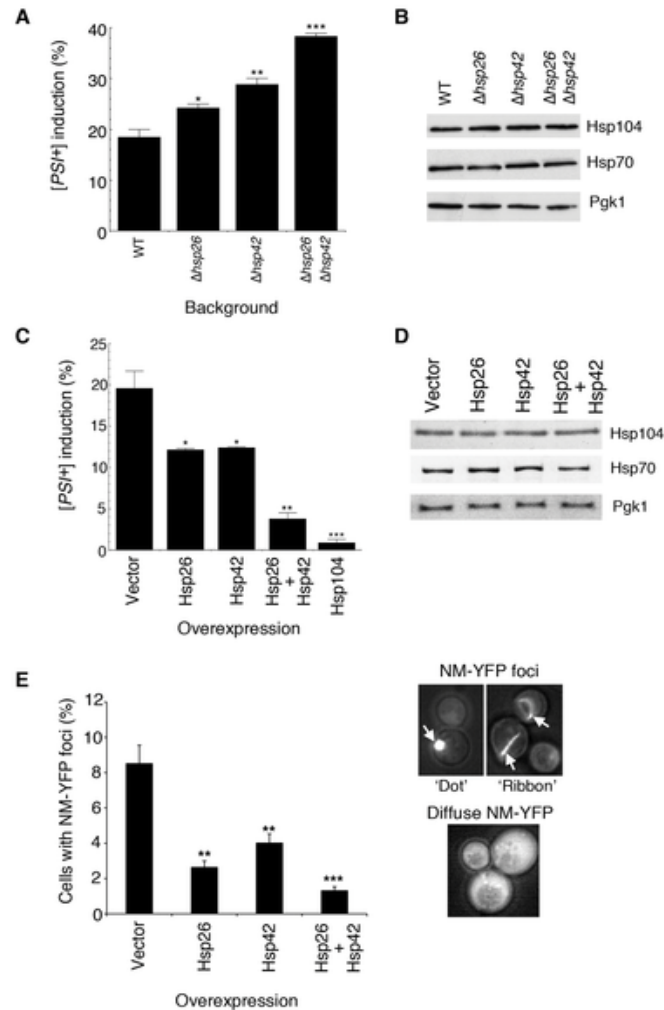 A
[PSI+] induction (%)
40
30
20
10
0
*
**
***
WT
Δhsp26
Δhsp42
Δhsp26
Δhsp42
Background
B
WT
Δhsp26
Δhsp42
Δhsp26
Δhsp42
Hsp104
Hsp70
Pgk1
C
[PSI+] induction (%)
25
20
15
10
5
0
*
*
**
***
Vector
Hsp26
Hsp42
Hsp26
+
Hsp42
Hsp104
Overexpression
D
Vector
Hsp26
Hsp42
Hsp26
+
Hsp42
Hsp104
Hsp70
Pgk1
E
Cells with NM-YFP foci (%)
12
10
8
6
4
2
0
**
**
***
Vector
Hsp26
Hsp42
Hsp26
+
Hsp42
Overexpression
NM-YFP foci
'Dot'
'Ribbon'
Diffuse NM-YFP